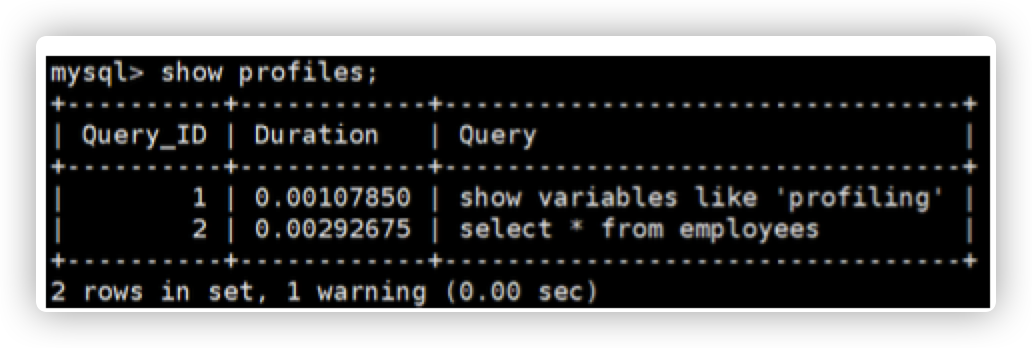 mysql> show profiles;
+----------+------------+---------------------------------+
| Query_ID | Duration   | Query                           |
+----------+------------+---------------------------------+
|        1 | 0.00107850 | show variables like 'profiling' |
|        2 | 0.00292675 | select * from employees         |
+----------+------------+---------------------------------+
2 rows in set, 1 warning (0.00 sec)